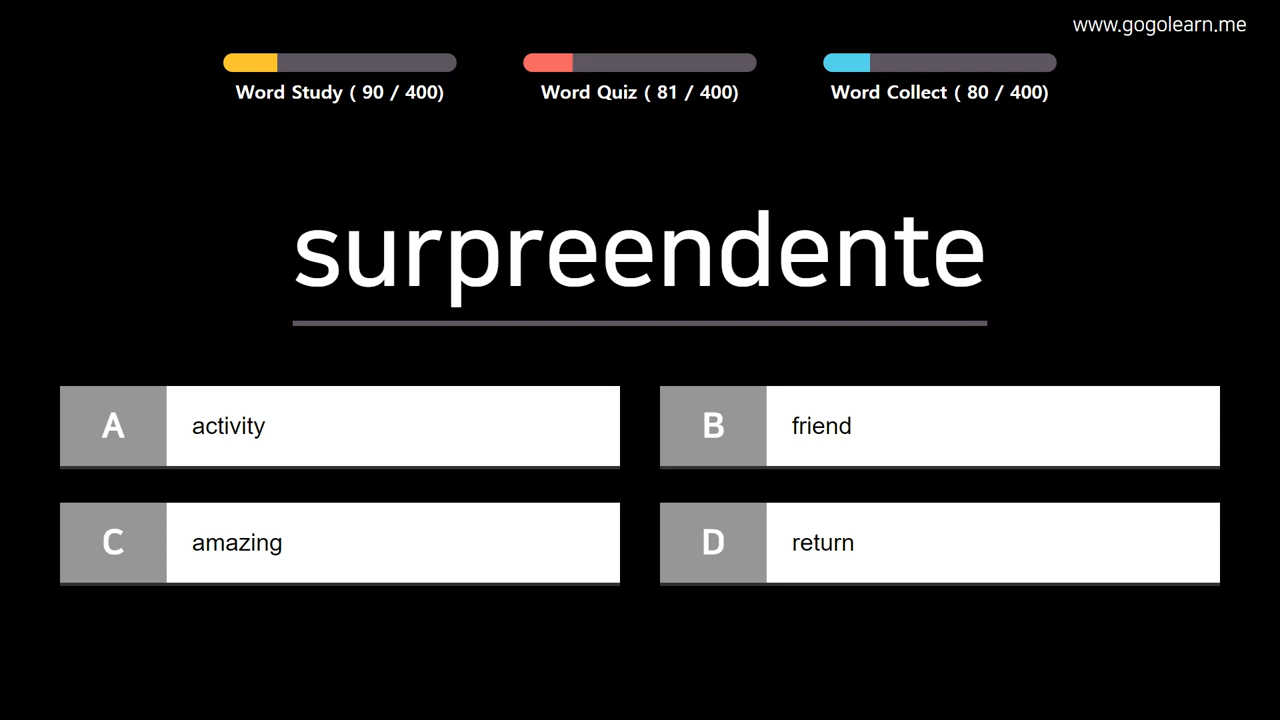 www.gogolearn.me
Word Study ( 90 / 400)
Word Quiz ( 81 / 400)
Word Collect ( 80 / 400)
surpreendente
A activity
B friend
C amazing
D return